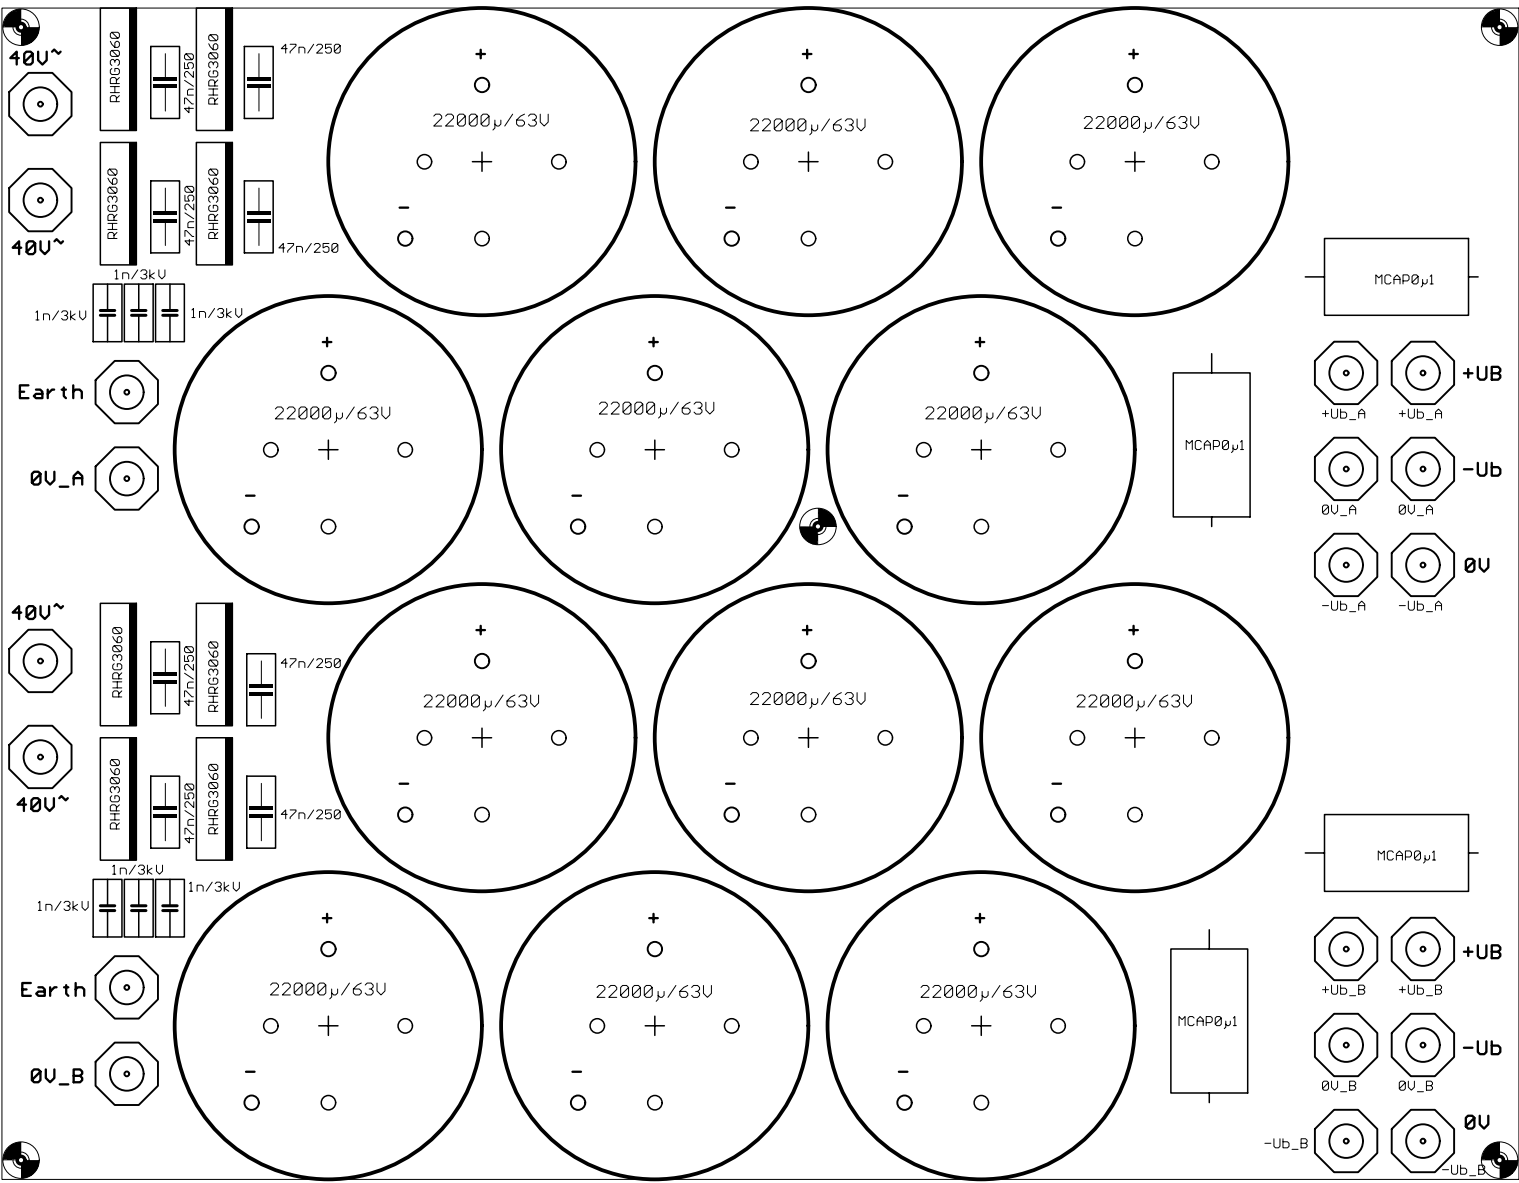 40V~
RHRG3060
47n/250
RHRG3060
47n/250
22000µ/63V
22000µ/63V
22000µ/63V
+
+
+
-
-
-
40V~
RHRG3060
47n/250
RHRG3060
47n/250
1n/3kV
1n/3kV
1n/3kV
MCAP0µ1
Earth
0V_A
+
+
+
22000µ/63V
22000µ/63V
22000µ/63V
-
-
-
MCAP0µ1
+UB
+Ub_A
+Ub_A
-Ub
0V_A
0V_A
0V
-Ub_A
-Ub_A
40V~
RHRG3060
47n/250
RHRG3060
47n/250
+
+
+
22000µ/63V
22000µ/63V
22000µ/63V
-
-
-
40V~
RHRG3060
47n/250
RHRG3060
47n/250
1n/3kV
1n/3kV
1n/3kV
MCAP0µ1
Earth
0V_B
+
+
+
22000µ/63V
22000µ/63V
22000µ/63V
-
-
-
MCAP0µ1
+UB
+Ub_B
+Ub_B
-Ub
0V_B
0V_B
0V
-Ub_B
-Ub_B